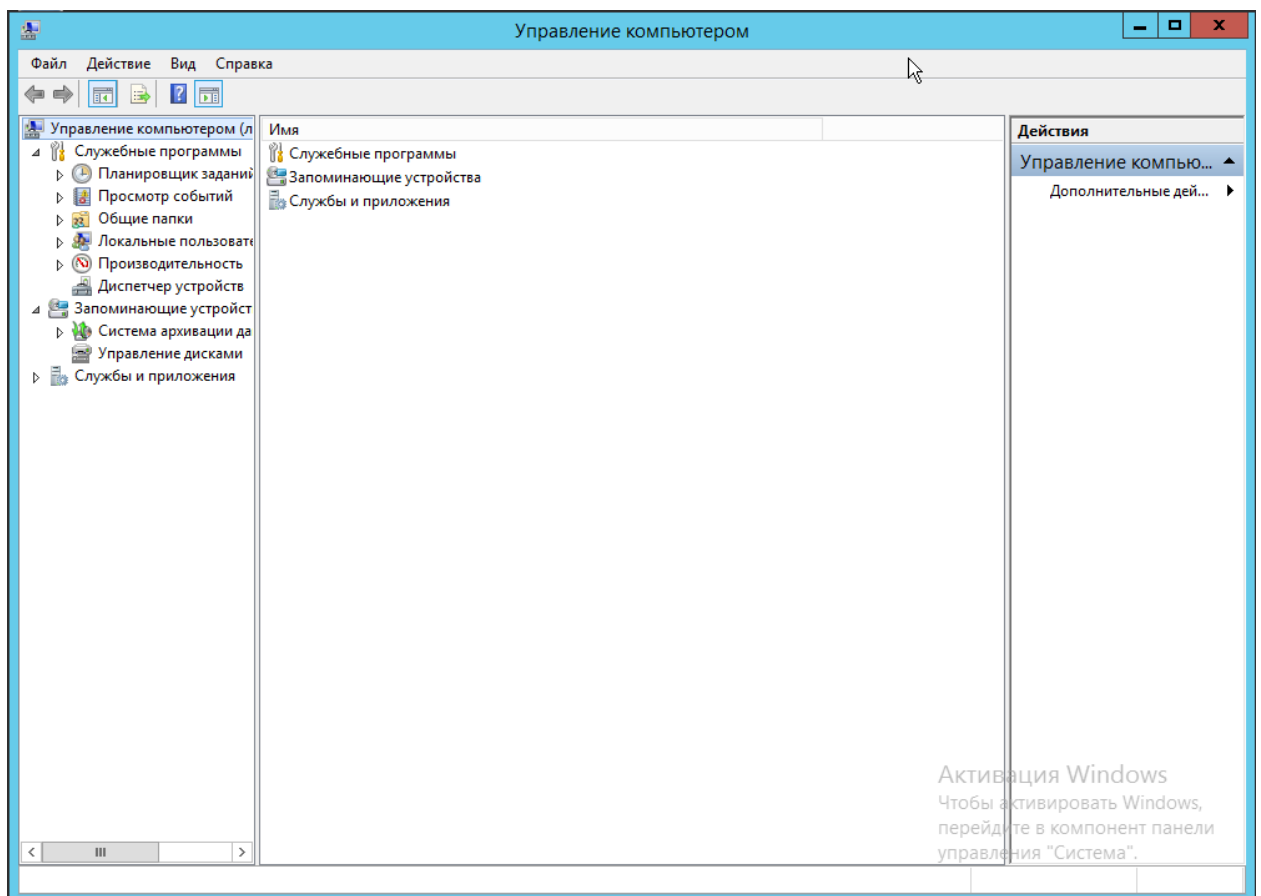 Управление компьютером
Файл Действие Вид Справка
Управление компьютером (л
Служебные программы
Планировщик заданий
Просмотр событий
Общие папки
Локальные пользовате
Производительность
Диспетчер устройств
Запоминающие устройст
Система архивации да
Управление дисками
Службы и приложения
Имя
Служебные программы
Запоминающие устройства
Службы и приложения
Действия
Управление компью...
Дополнительные дей...
Активация Windows
Чтобы активировать Windows,
перейдите в компонент панели
управления "Система".